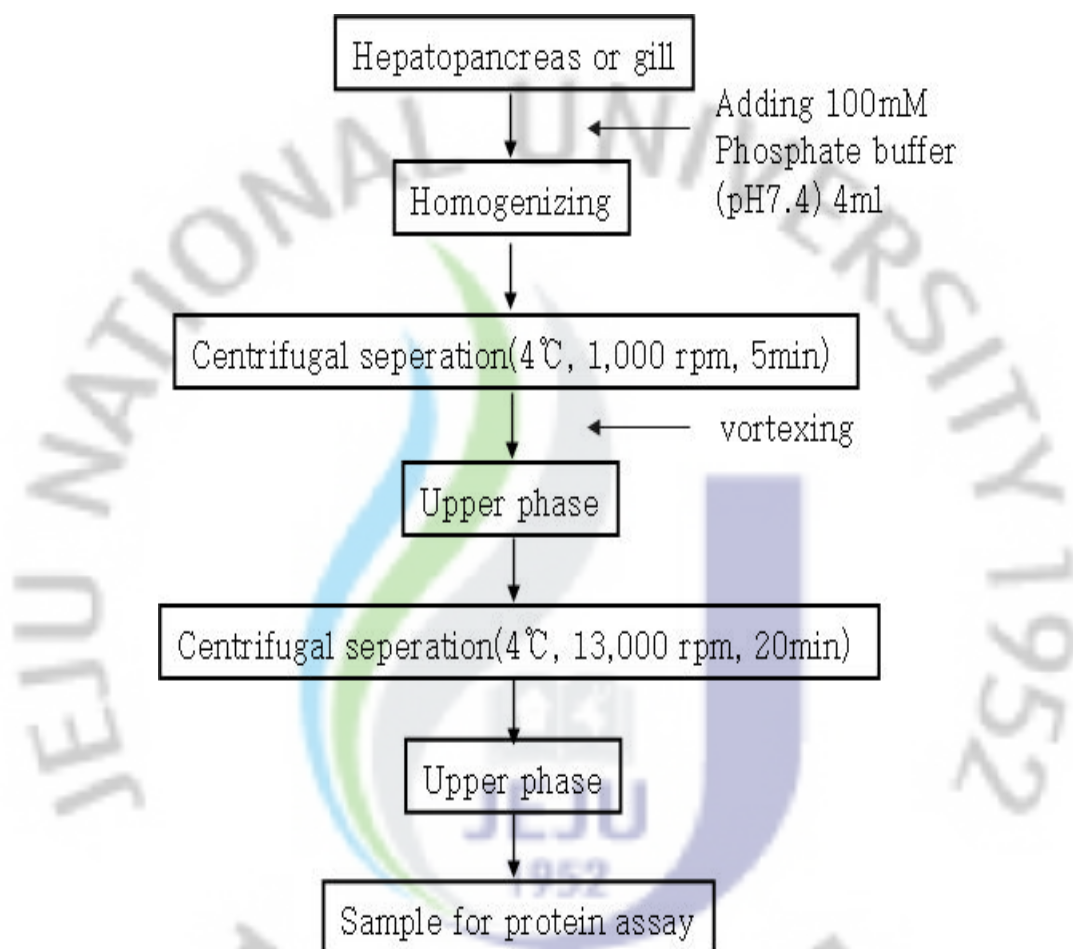 Hepatopancreas or gill
Adding 100mM
Phosphate buffer
(pH7.4) 4ml
Homogenizing
Centrifugal seperation(4℃, 1,000 rpm, 5min)
vortexing
Upper phase
Centrifugal seperation(4℃, 13,000 rpm, 20min)
Upper phase
Sample for protein assay
JEJU NATIONAL UNIVERSITY 1952
JEJU
1952